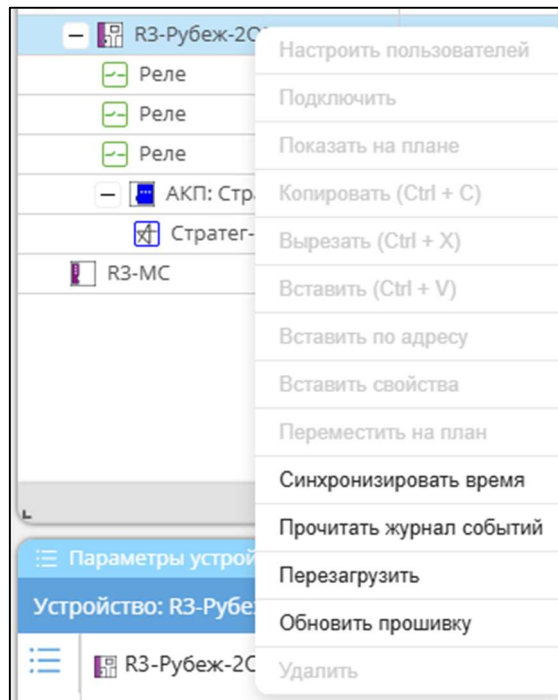 R3-Рубеж-2О
Реле
Реле
Реле
АКП: Стр
Стратег-
R3-МС
Настроить пользователей
Подключить
Показать на плане
Копировать (Ctrl + C)
Вырезать (Ctrl + X)
Вставить (Ctrl + V)
Вставить по адресу
Вставить свойства
Переместить на план
Синхронизировать время
Прочитать журнал событий
Перезагрузить
Обновить прошивку
Удалить
Параметры устрой
Устройство: R3-Рубе
R3-Рубеж-2О